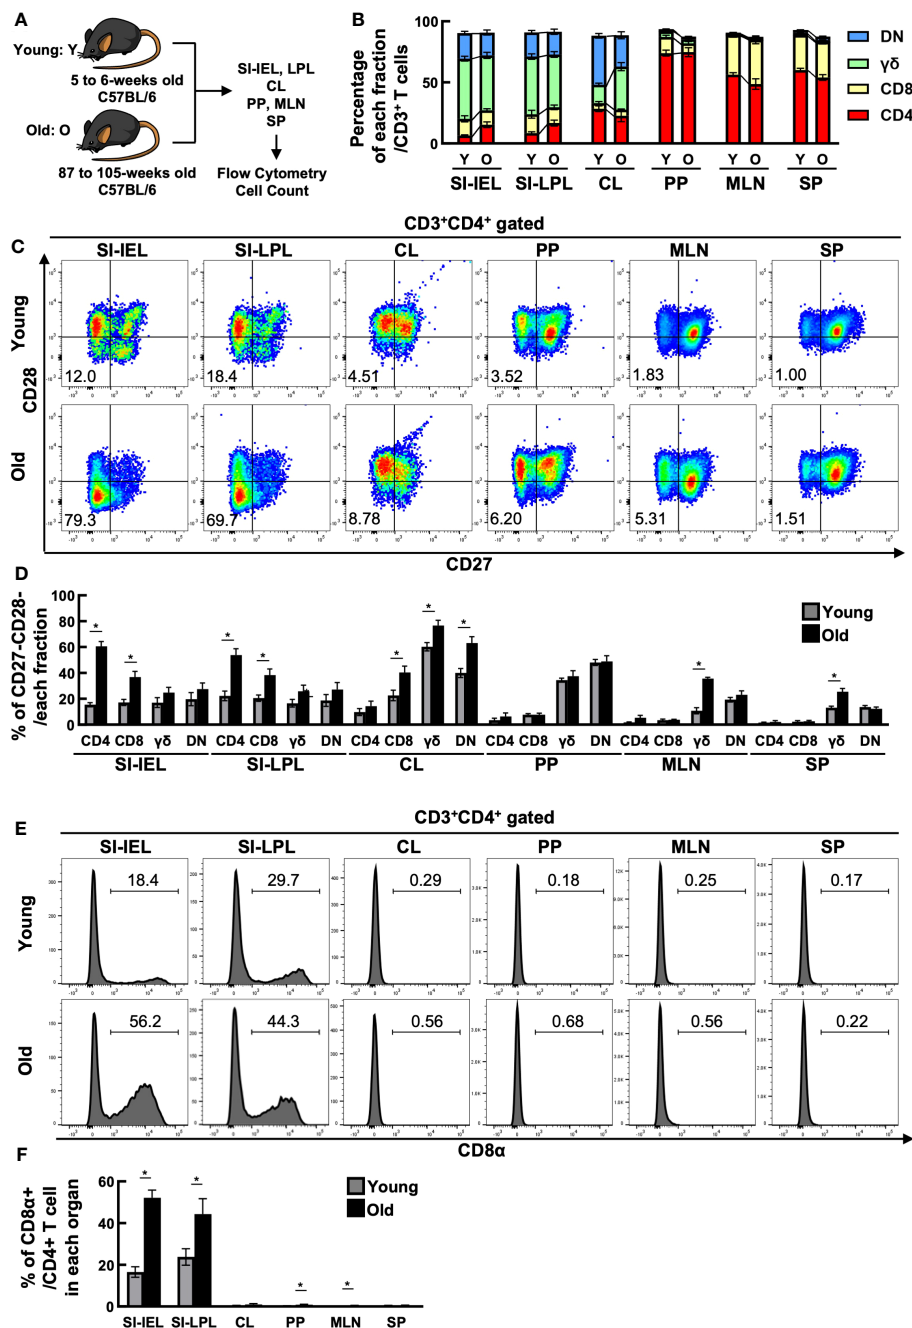 A
Young: Y
5 to 6-weeks old
C57BL/6
Old: O
87 to 105-weeks old
C57BL/6
SI-IEL, LPL
CL
PP, MLN
SP
Flow Cytometry
Cell Count
B
Percentage
of each fraction
/CD3⁺ T cells
100
50
0
Y O Y O Y O Y O Y O Y O
SI-IEL SI-LPL CL PP MLN SP
DN
γδ
CD8
CD4
CD3⁺CD4⁺ gated
C
SI-IEL SI-LPL CL PP MLN SP
Young
12.0 18.4 4.51 3.52 1.83 1.00
CD28
Old
79.3 69.7 8.78 6.20 5.31 1.51
CD27
D
% of CD27-CD28-
/each fraction
100
80
60
40
20
0
* * * * * * * * *
Young
Old
CD4 CD8 γδ DN CD4 CD8 γδ DN CD4 CD8 γδ DN CD4 CD8 γδ DN CD4 CD8 γδ DN CD4 CD8 γδ DN
SI-IEL SI-LPL CL PP MLN SP
E
CD3⁺CD4⁺ gated
SI-IEL SI-LPL CL PP MLN SP
Young
18.4 29.7 0.29 0.18 0.25 0.17
Old
56.2 44.3 0.56 0.68 0.56 0.22
CD8α
F
% of CD8α+
/CD4+ T cell
in each organ
60
40
20
0
* * * *
Young
Old
SI-IEL SI-LPL CL PP MLN SP